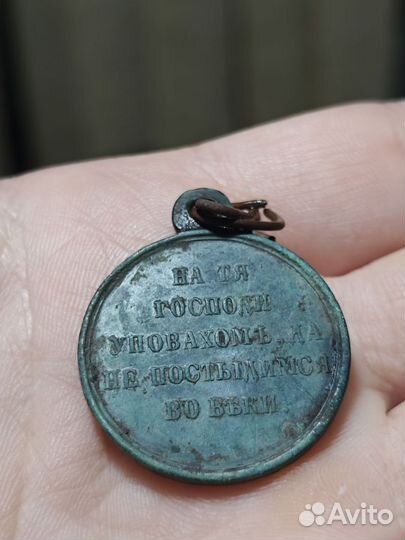 НА ТЯ
ГОСПОДИ
УПОВАХОМЪ, ДА
НЕ ПОСТЫДИМСЯ
ВО ВѢКИ
Avito